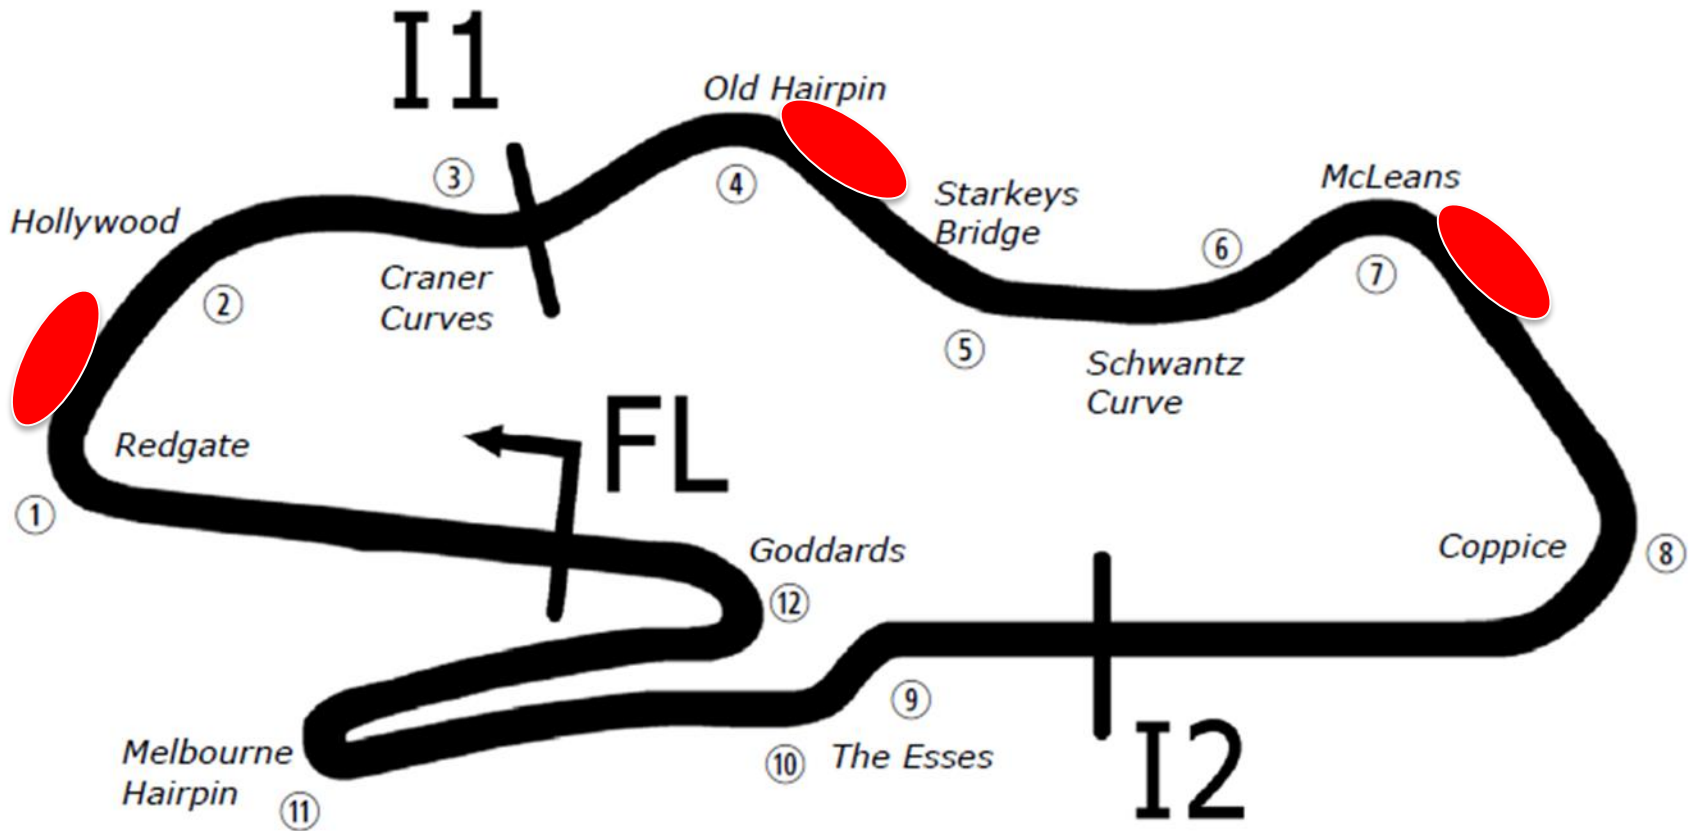 I1
Old Hairpin
③
④
Starkeys
Bridge
McLeans
Hollywood
②
Craner
Curves
⑥
⑦
⑤
Schwantz
Curve
FL
Redgate
①
Goddards
⑫
Coppice
⑧
⑨
The Esses
⑩
Melbourne
Hairpin
⑪
I2